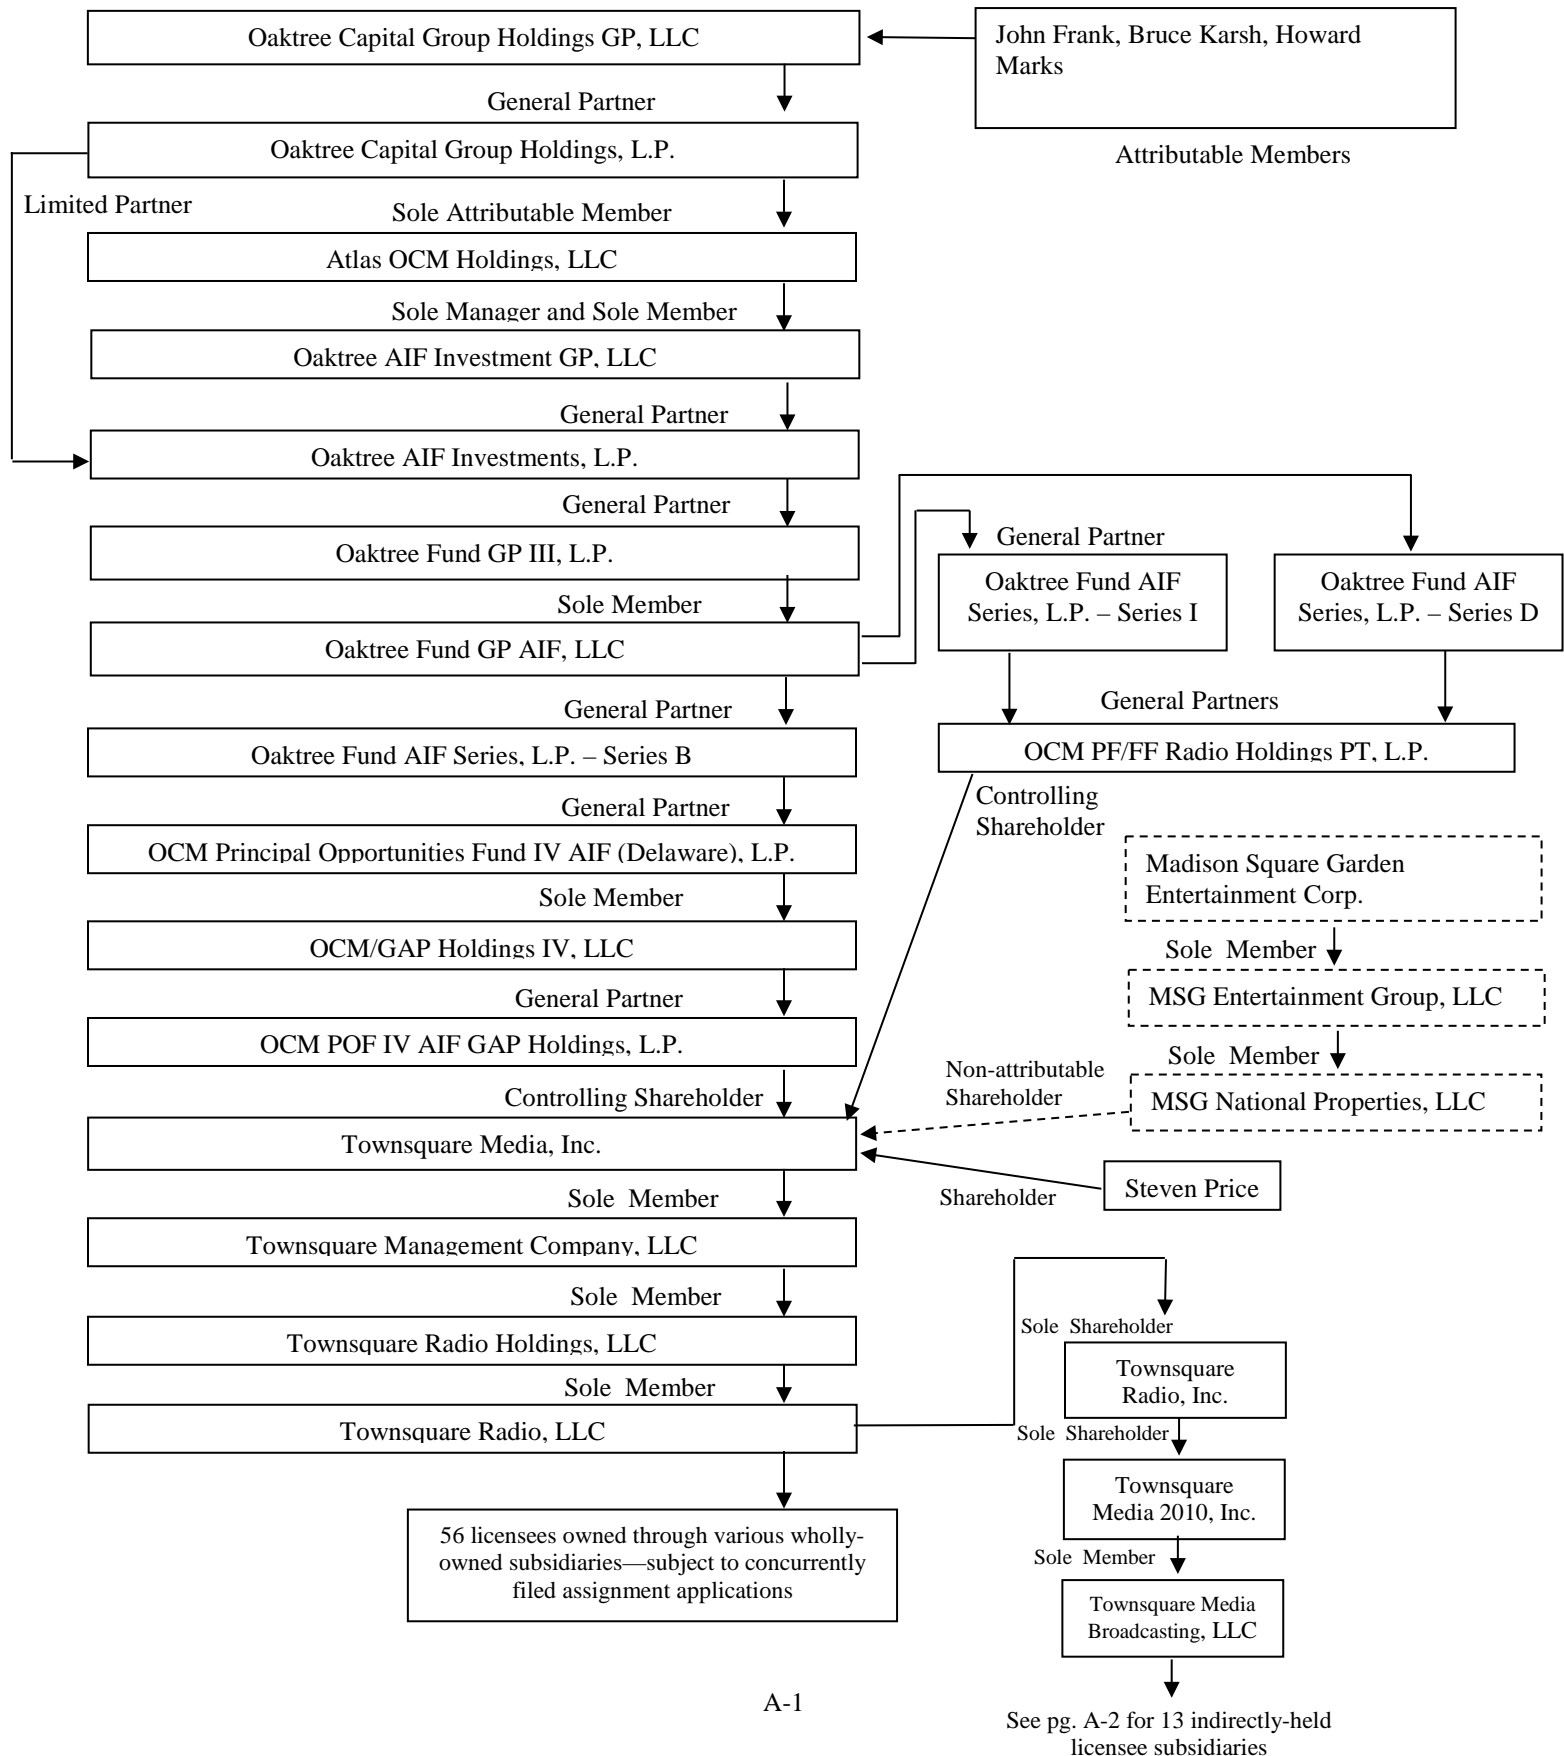 Oaktree Capital Group Holdings GP, LLC
John Frank, Bruce Karsh, Howard
Marks
General Partner
Oaktree Capital Group Holdings, L.P.
Attributable Members
Limited Partner
Sole Attributable Member
Atlas OCM Holdings, LLC
Sole Manager and Sole Member
Oaktree AIF Investment GP, LLC
General Partner
Oaktree AIF Investments, L.P.
General Partner
Oaktree Fund GP III, L.P.
Sole Member
Oaktree Fund GP AIF, LLC
General Partner
Oaktree Fund AIF
Series, L.P. – Series I
Oaktree Fund AIF
Series, L.P. – Series D
General Partner
Oaktree Fund AIF Series, L.P. – Series B
General Partners
OCM PF/FF Radio Holdings PT, L.P.
General Partner
OCM Principal Opportunities Fund IV AIF (Delaware), L.P.
Controlling
Shareholder
Sole Member
OCM/GAP Holdings IV, LLC
General Partner
OCM POF IV AIF GAP Holdings, L.P.
Controlling Shareholder
Madison Square Garden
Entertainment Corp.
Sole Member
MSG Entertainment Group, LLC
Sole Member
MSG National Properties, LLC
Non-attributable
Shareholder
Townsquare Media, Inc.
Steven Price
Shareholder
Sole Member
Townsquare Management Company, LLC
Sole Member
Townsquare Radio Holdings, LLC
Sole Member
Townsquare Radio, LLC
Sole Shareholder
Townsquare
Radio, Inc.
Sole Shareholder
Townsquare
Media 2010, Inc.
Sole Member
Townsquare Media
Broadcasting, LLC
56 licensees owned through various wholly-
owned subsidiaries—subject to concurrently
filed assignment applications
See pg. A-2 for 13 indirectly-held
licensee subsidiaries
A-1